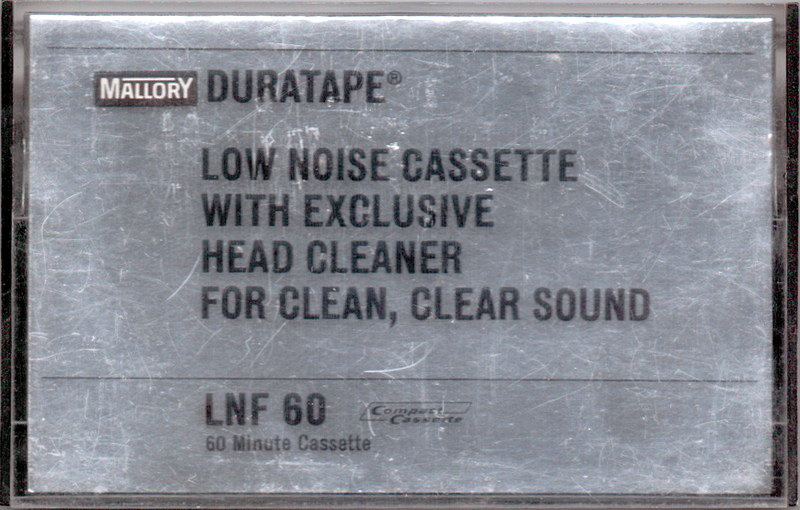 MALLORY DURATAPE®
LOW NOISE CASSETTE
WITH EXCLUSIVE
HEAD CLEANER
FOR CLEAN, CLEAR SOUND
LNF 60 Compact Cassette
60 Minute Cassette